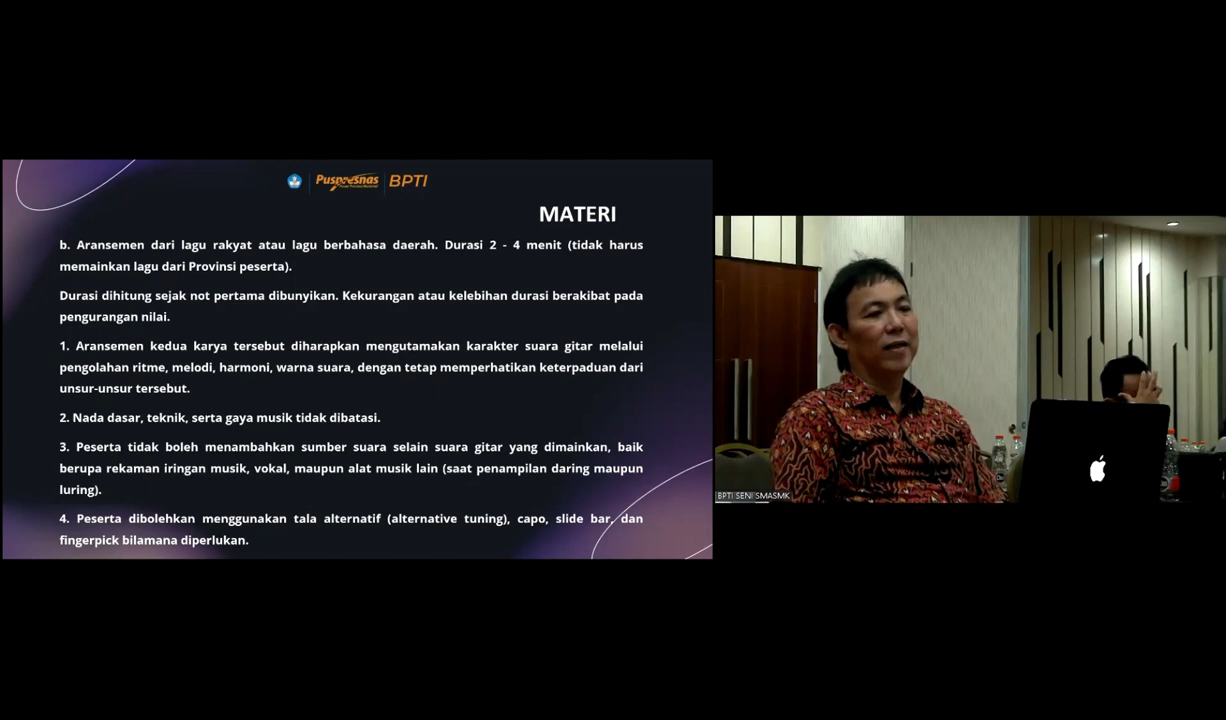 Puspresnas
BPTI
MATERI
b. Aransemen dari lagu rakyat atau lagu berbahasa daerah. Durasi 2 - 4 menit (tidak harus
memainkan lagu dari Provinsi peserta).
Durasi dihitung sejak not pertama dibunyikan. Kekurangan atau kelebihan durasi berakibat pada
pengurangan nilai.
1. Aransemen kedua karya tersebut diharapkan mengutamakan karakter suara gitar melalui
pengolahan ritme, melodi, harmoni, warna suara, dengan tetap memperhatikan keterpaduan dari
unsur-unsur tersebut.
2. Nada dasar, teknik, serta gaya musik tidak dibatasi.
3. Peserta tidak boleh menambahkan sumber suara selain suara gitar yang dimainkan, baik
berupa rekaman iringan musik, vokal, maupun alat musik lain (saat penampilan daring maupun
luring).
4. Peserta dibolehkan menggunakan tala alternatif (alternative tuning), capo, slide bar, dan
fingerpick bilamana diperlukan.
BPTI SENI SMASMK